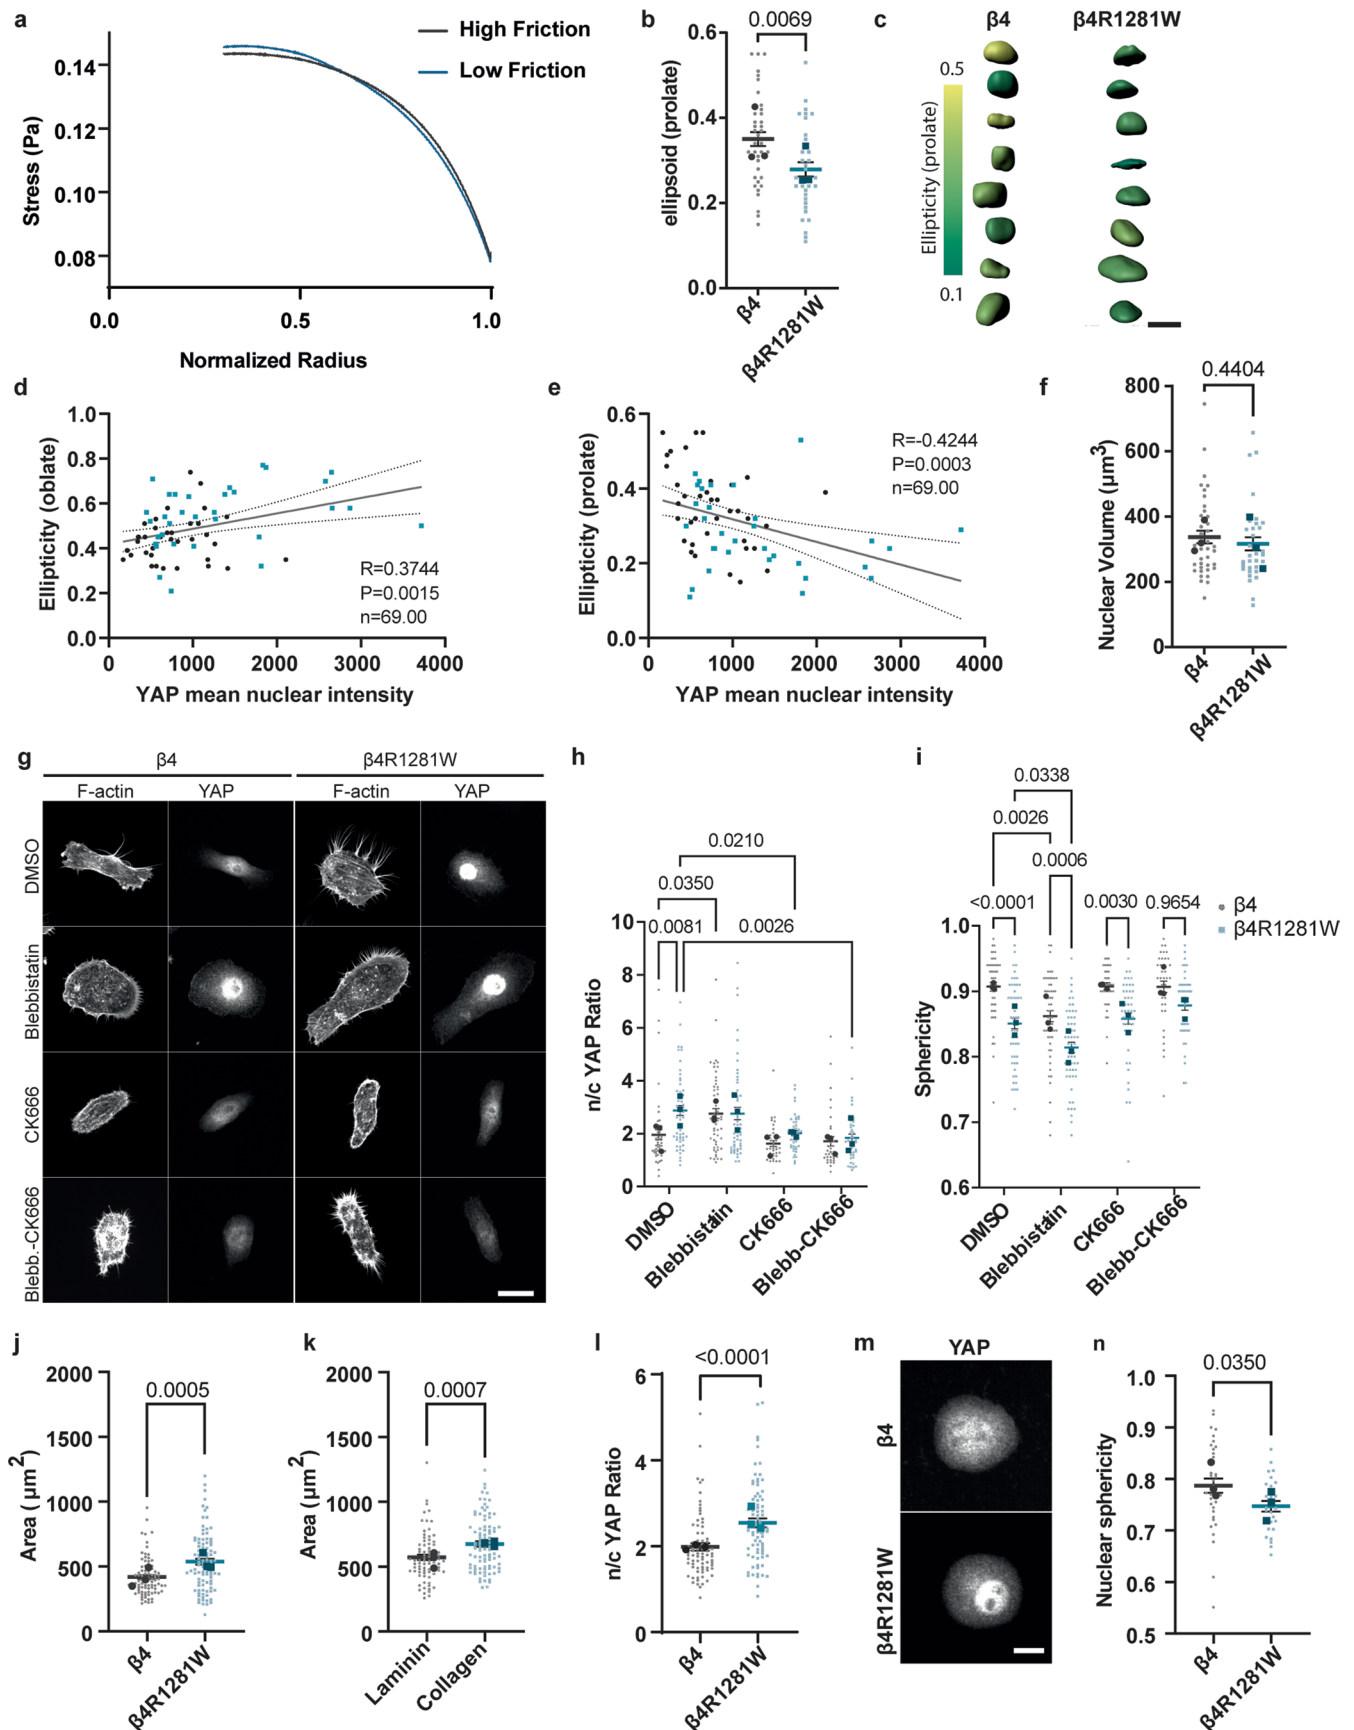 a
High Friction
Low Friction
Stress (Pa)
0.14
0.12
0.10
0.08
0.0
0.5
1.0
Normalized Radius
b
0.0069
ellipsoid (prolate)
0.6
0.4
0.2
0.0
β4
β4R1281W
c
β4
β4R1281W
0.5
Ellipticity (prolate)
0.1
d
Ellipticity (oblate)
1.0
0.8
0.6
0.4
0.2
0.0
R=0.3744
P=0.0015
n=69.00
0
1000
2000
3000
4000
YAP mean nuclear intensity
e
Ellipticity (prolate)
0.6
0.4
0.2
0.0
R=-0.4244
P=0.0003
n=69.00
0
1000
2000
3000
4000
YAP mean nuclear intensity
f
0.4404
Nuclear Volume (µm³)
800
600
400
200
0
β4
β4R1281W
g
β4
β4R1281W
F-actin
YAP
F-actin
YAP
DMSO
Blebbistatin
CK666
Blebb.-CK666
h
0.0210
0.0350
0.0081
0.0026
n/c YAP Ratio
10
8
6
4
2
0
DMSO
Blebbistatin
CK666
Blebb-CK666
i
0.0338
0.0026
0.0006
<0.0001
0.0030
0.9654
β4
β4R1281W
Sphericity
1.0
0.9
0.8
0.7
0.6
DMSO
Blebbistatin
CK666
Blebb-CK666
j
0.0005
Area (µm²)
2000
1500
1000
500
0
β4
β4R1281W
k
0.0007
Area (µm²)
2000
1500
1000
500
0
Laminin
Collagen
l
<0.0001
n/c YAP Ratio
6
4
2
0
β4
β4R1281W
m
YAP
β4
β4R1281W
n
0.0350
Nuclear sphericity
1.0
0.9
0.8
0.7
0.6
0.5
β4
β4R1281W